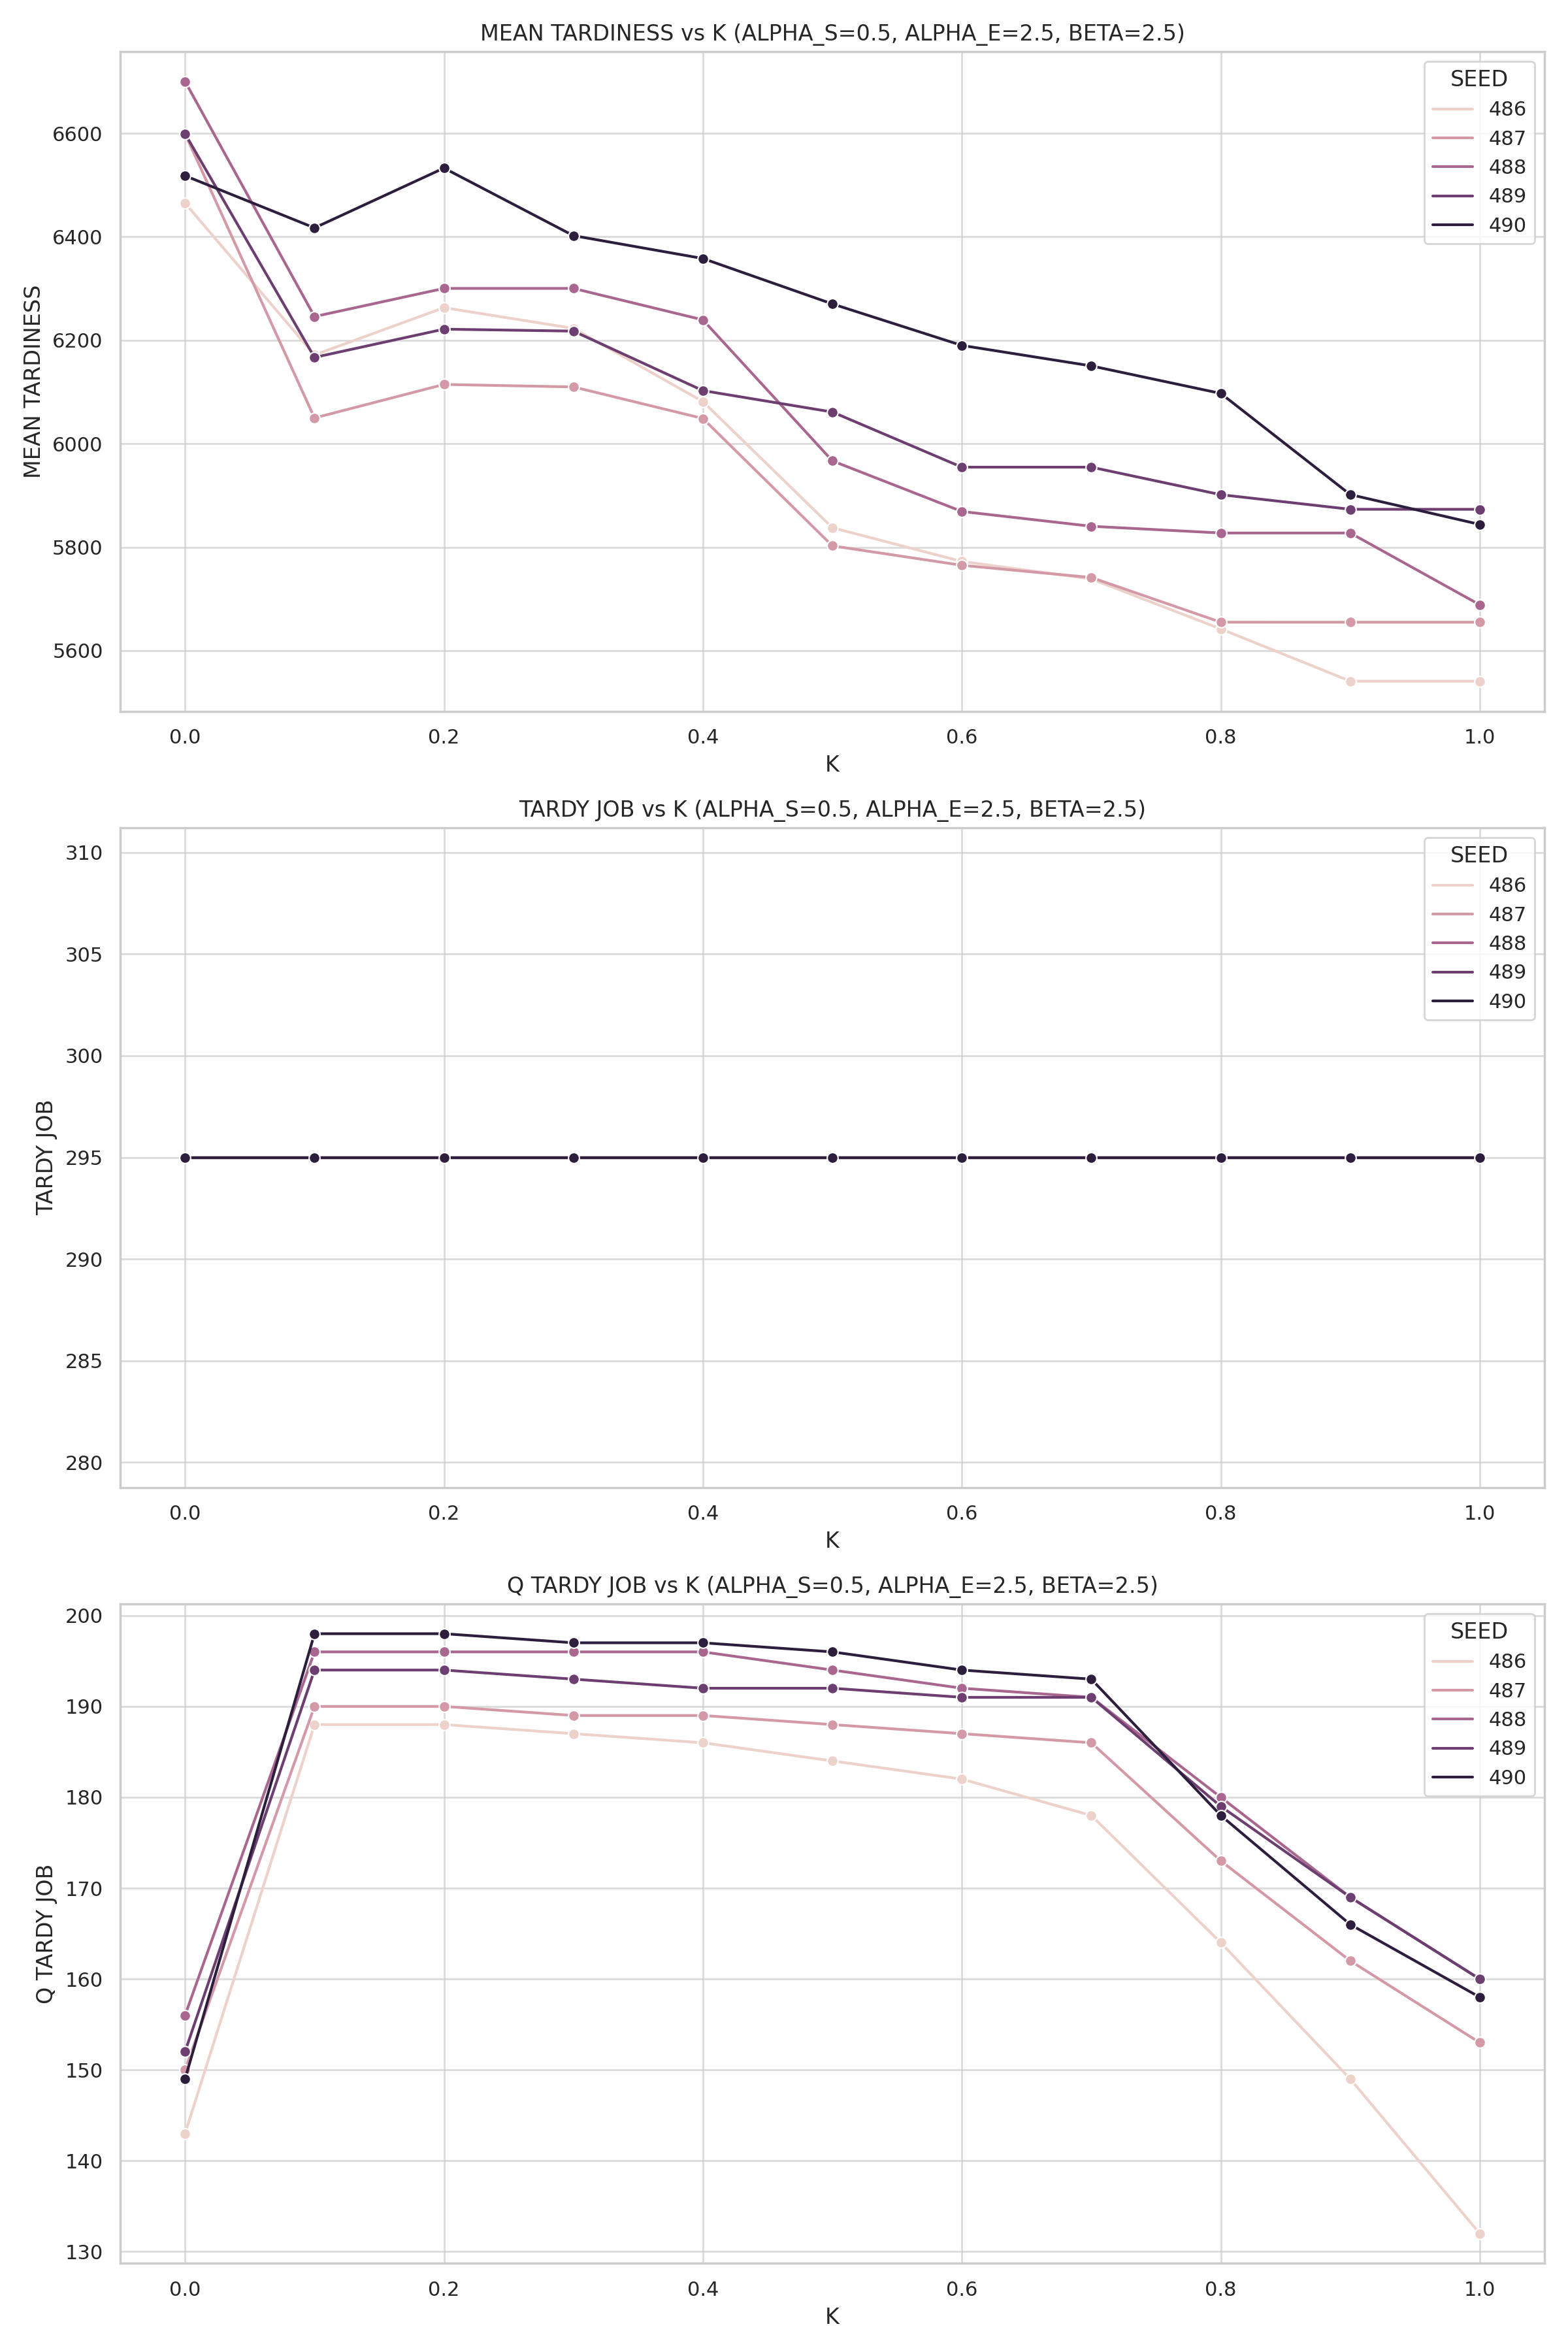 MEAN TARDINESS vs K (ALPHA_S=0.5, ALPHA_E=2.5, BETA=2.5)
SEED
486
487
488
489
490
6600
6400
6200
6000
5800
5600
MEAN TARDINESS
0.0 0.2 0.4 0.6 0.8 1.0
K
TARDY JOB vs K (ALPHA_S=0.5, ALPHA_E=2.5, BETA=2.5)
SEED
486
487
488
489
490
310
305
300
295
290
285
280
TARDY JOB
0.0 0.2 0.4 0.6 0.8 1.0
K
Q TARDY JOB vs K (ALPHA_S=0.5, ALPHA_E=2.5, BETA=2.5)
SEED
486
487
488
489
490
200
190
180
170
160
150
140
130
Q TARDY JOB
0.0 0.2 0.4 0.6 0.8 1.0
K